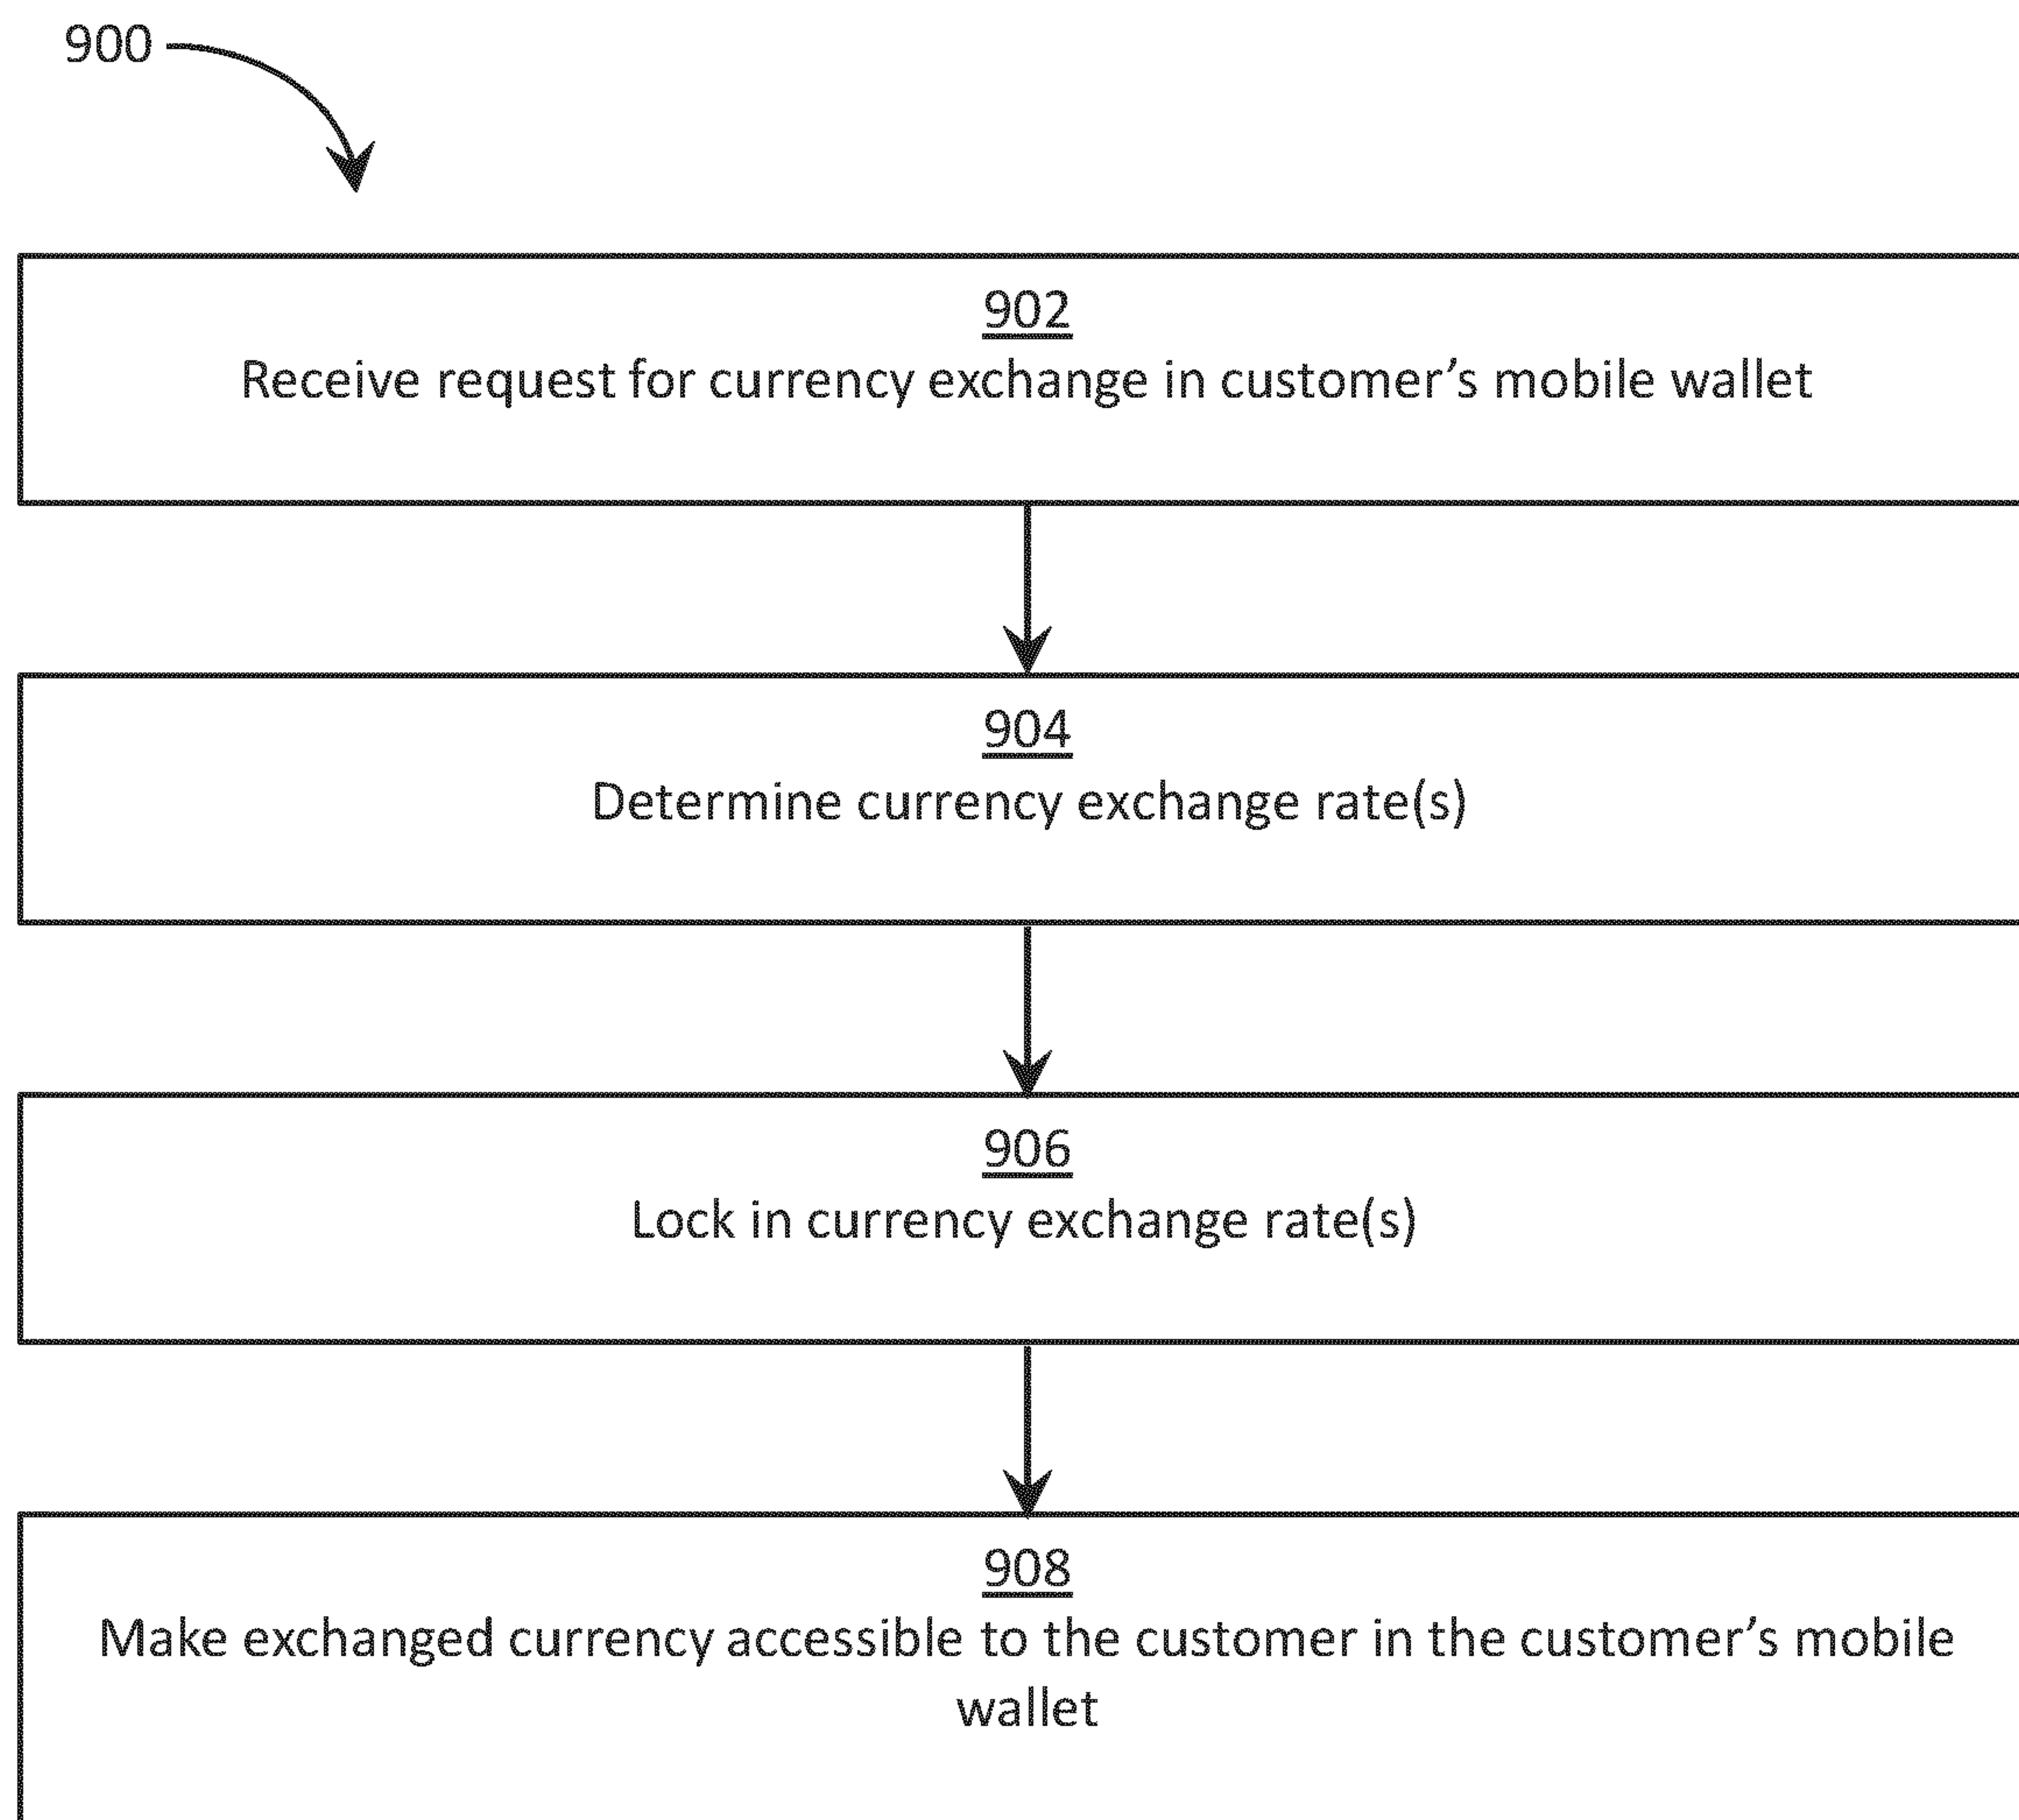 900
902
Receive request for currency exchange in customer’s mobile wallet
904
Determine currency exchange rate(s)
906
Lock in currency exchange rate(s)
908
Make exchanged currency accessible to the customer in the customer’s mobile
wallet